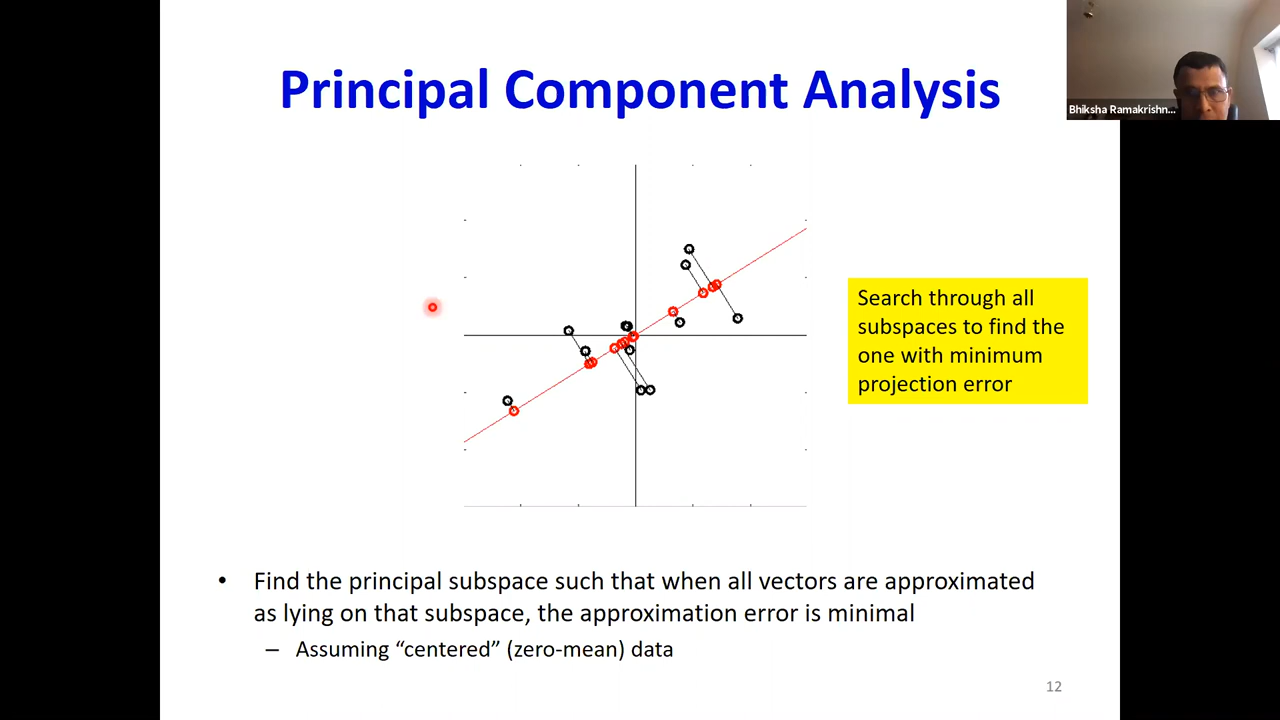 Principal Component Analysis
Bhiksha Ramakrishn...
Search through all
subspaces to find the
one with minimum
projection error
• Find the principal subspace such that when all vectors are approximated
as lying on that subspace, the approximation error is minimal
– Assuming “centered” (zero-mean) data
12